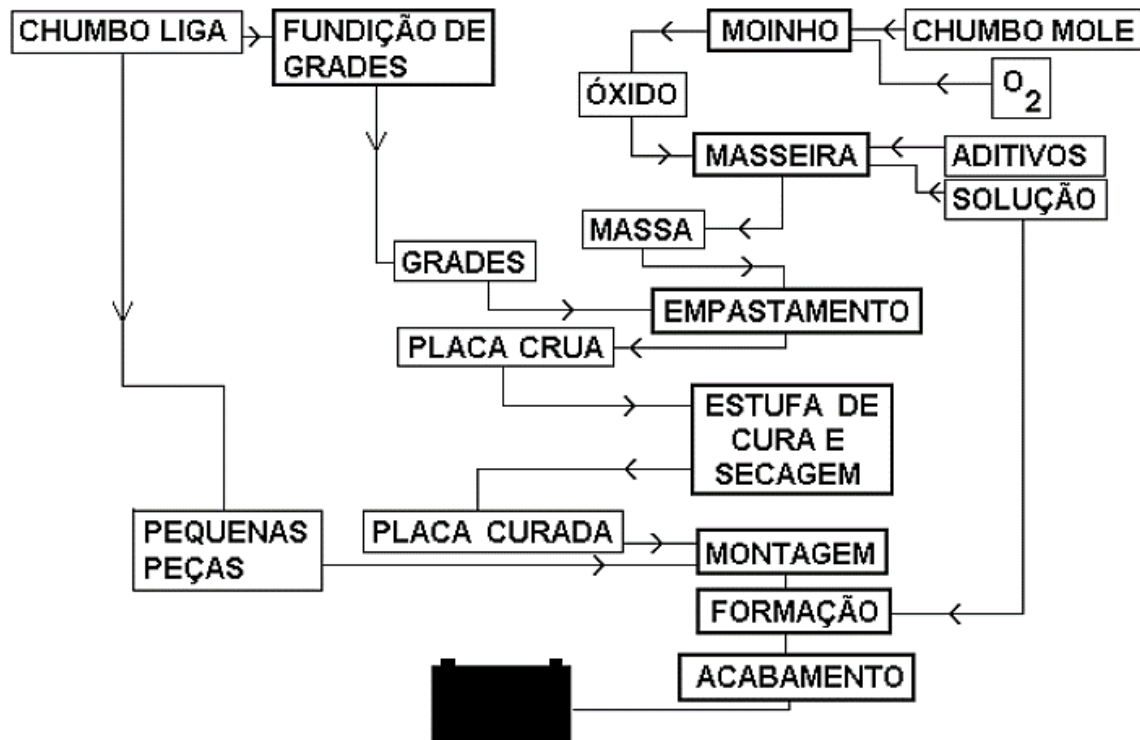 CHUMBO LIGA
FUNDIÇÃO DE
GRADES
MOINHO
CHUMBO MOLE
O2
ÓXIDO
MASSEIRA
ADITIVOS
SOLUÇÃO
MASSA
GRADES
EMPASTAMENTO
PLACA CRUA
ESTUFA DE
CURA E
SECAGEM
PLACA CURADA
PEQUENAS
PEÇAS
MONTAGEM
FORMAÇÃO
ACABAMENTO